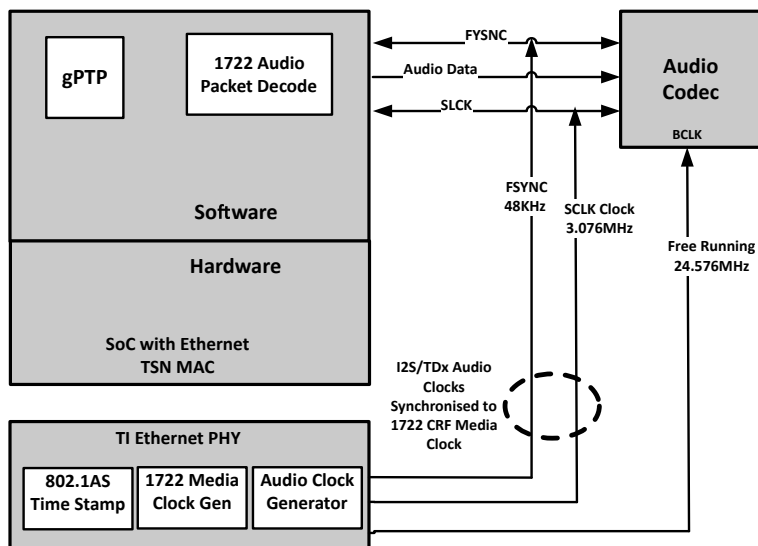 gPTP
1722 Audio
Packet Decode
Software
Hardware
SoC with Ethernet
TSN MAC
FYSNC
Audio Data
SLCK
Audio
Codec
BCLK
FSYNC
48KHz
SCLK Clock
3.076MHz
Free Running
24.576MHz
I2S/TDx Audio
Clocks
Synchronised to
1722 CRF Media
Clock
TI Ethernet PHY
802.1AS
Time Stamp
1722 Media
Clock Gen
Audio Clock
Generator